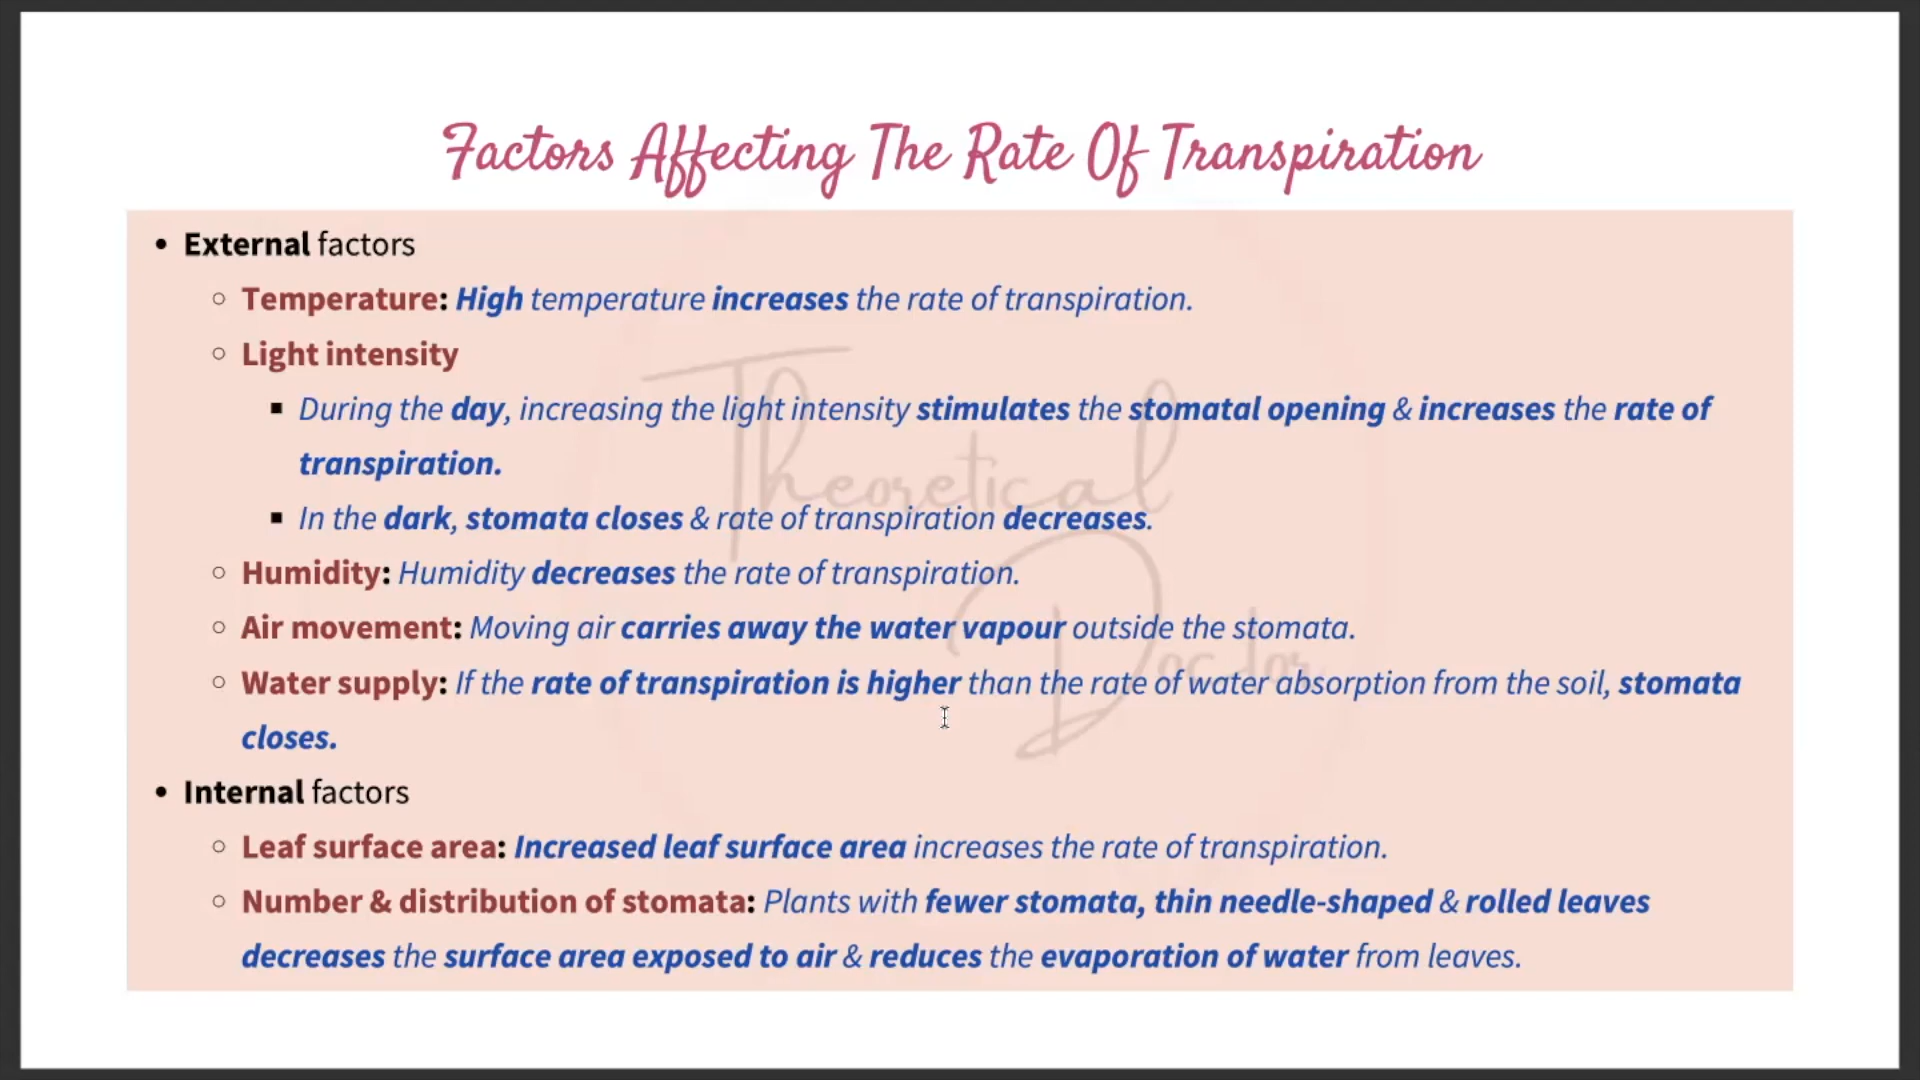 Factors Affecting The Rate Of Transpiration
• External factors
○ Temperature: High temperature increases the rate of transpiration.
○ Light intensity
▪ During the day, increasing the light intensity stimulates the stomatal opening & increases the rate of
transpiration.
▪ In the dark, stomata closes & rate of transpiration decreases.
○ Humidity: Humidity decreases the rate of transpiration.
○ Air movement: Moving air carries away the water vapour outside the stomata.
○ Water supply: If the rate of transpiration is higher than the rate of water absorption from the soil, stomata
closes.
• Internal factors
○ Leaf surface area: Increased leaf surface area increases the rate of transpiration.
○ Number & distribution of stomata: Plants with fewer stomata, thin needle-shaped & rolled leaves
decreases the surface area exposed to air & reduces the evaporation of water from leaves.
Theoretical
Doctor